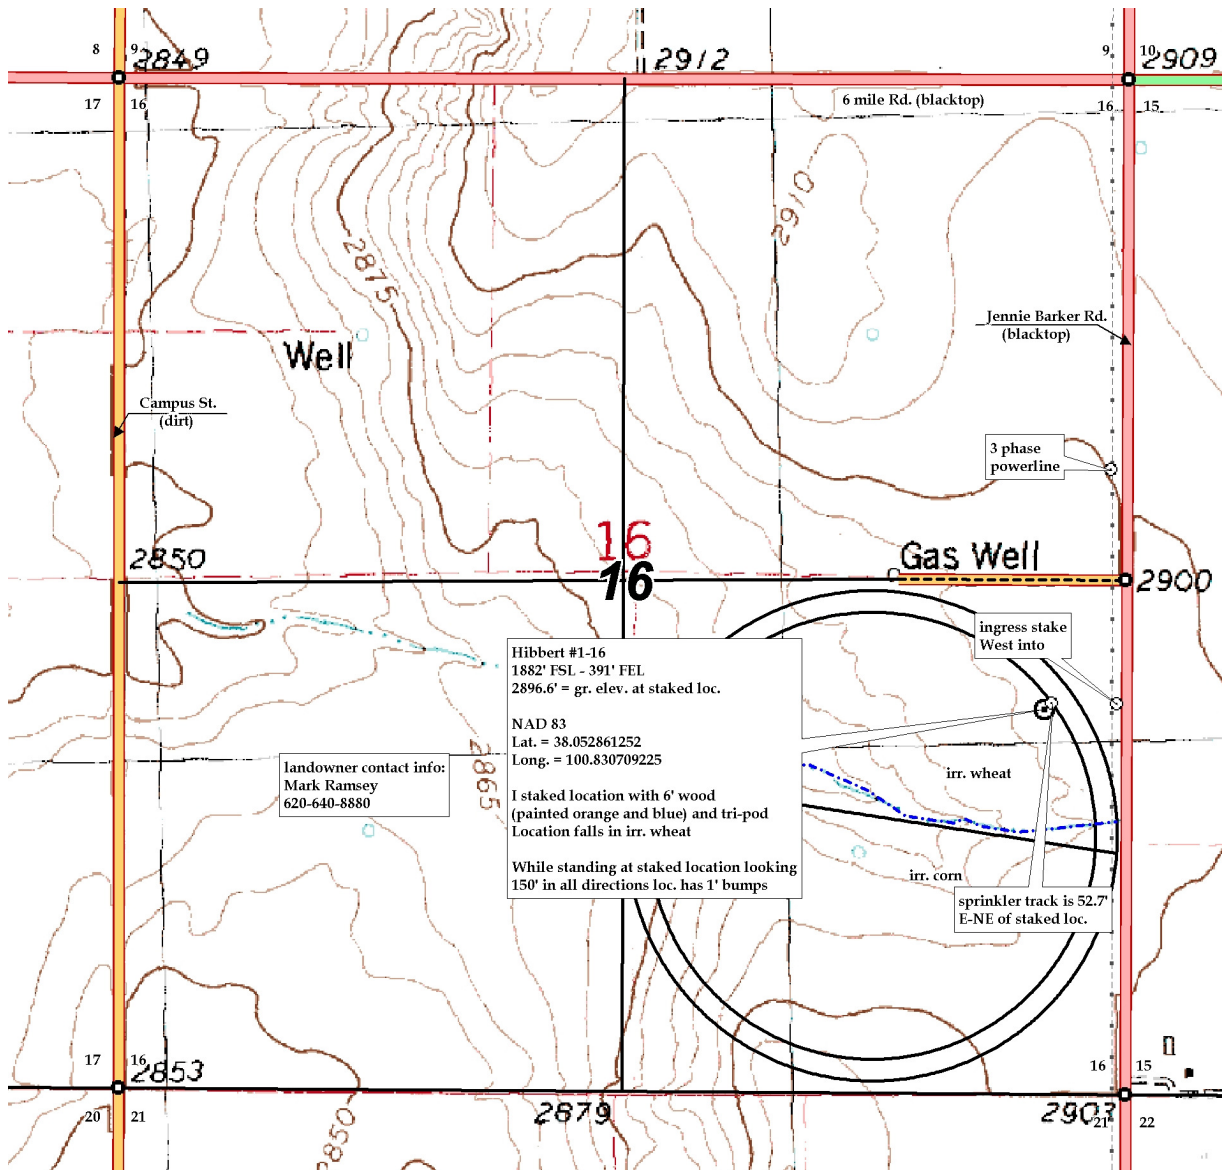 8
9
2849
2912
9
10
2909
17
16
6 mile Rd. (blacktop)
16
15
2910
2875
Jennie Barker Rd.
(blacktop)
Well
Campus St.
(dirt)
3 phase
powerline
16
2850
Gas Well
16
2900
ingress stake
West into
Hibbert #1-16
1882' FSL - 391' FEL
2896.6' = gr. elev. at staked loc.
NAD 83
Lat. = 38.052861252
Long. = 100.830709225
I staked location with 6' wood
(painted orange and blue) and tri-pod
Location falls in irr. wheat
While standing at staked location looking
150' in all directions loc. has 1' bumps
landowner contact info:
Mark Ramsey
620-640-8880
2865
irr. wheat
irr. corn
sprinkler track is 52.7'
E-NE of staked loc.
17
16
2853
16
15
20
21
2850
2879
2903
21
22